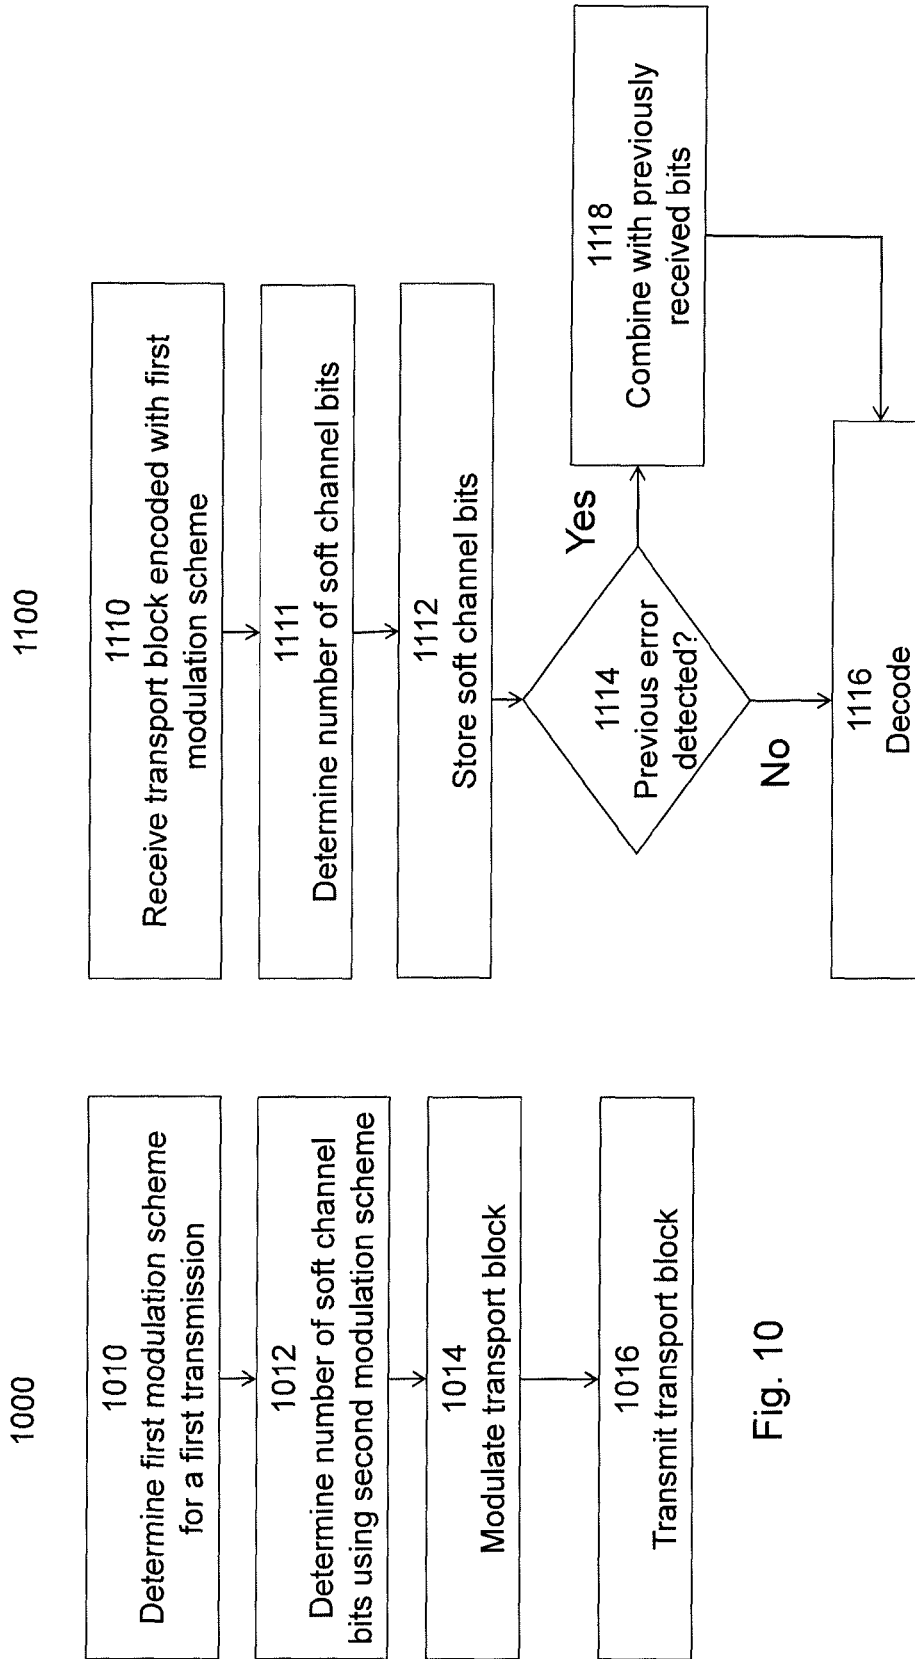 1000
1010
Determine first modulation scheme
for a first transmission
1012
Determine number of soft channel
bits using second modulation scheme
1014
Modulate transport block
1016
Transmit transport block
Fig. 10
1100
1110
Receive transport block encoded with first
modulation scheme
1111
Determine number of soft channel bits
1112
Store soft channel bits
1114
Previous error
detected?
Yes
1118
Combine with previously
received bits
No
1116
Decode